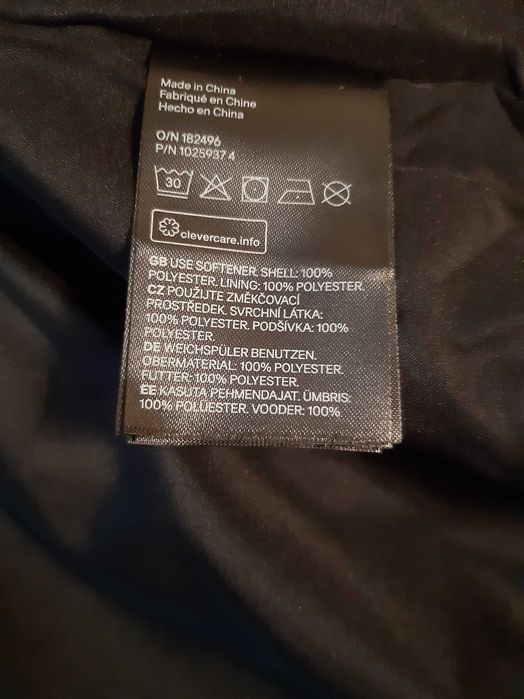 Made in China
Fabriqué en Chine
Hecho en China
O/N 182496
P/N 1025937 4
30
clevercare.info
GB USE SOFTENER. SHELL: 100%
POLYESTER. LINING: 100% POLYESTER.
CZ POUŽIJTE ZMĚKČOVACÍ
PROSTŘEDEK. SVRCHNÍ LÁTKA:
100% POLYESTER. PODŠÍVKA: 100%
POLYESTER.
DE WEICHSPÜLER BENUTZEN.
OBERMATERIAL: 100% POLYESTER.
FUTTER: 100% POLYESTER.
EE KASUTA PEHMENDAJAT. ÜMBRIS:
100% POLÜESTER. VOODER: 100%